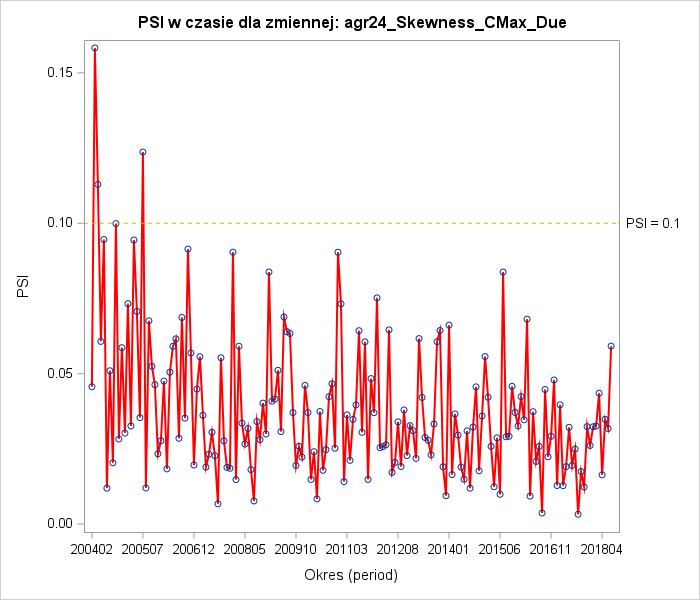 PSI w czasie dla zmiennej: agr24_Skewness_CMax_Due
0.15
0.10
PSI = 0.1
PSI
0.05
0.00
200402 200507 200612 200805 200910 201103 201208 201401 201506 201611 201804
Okres (period)